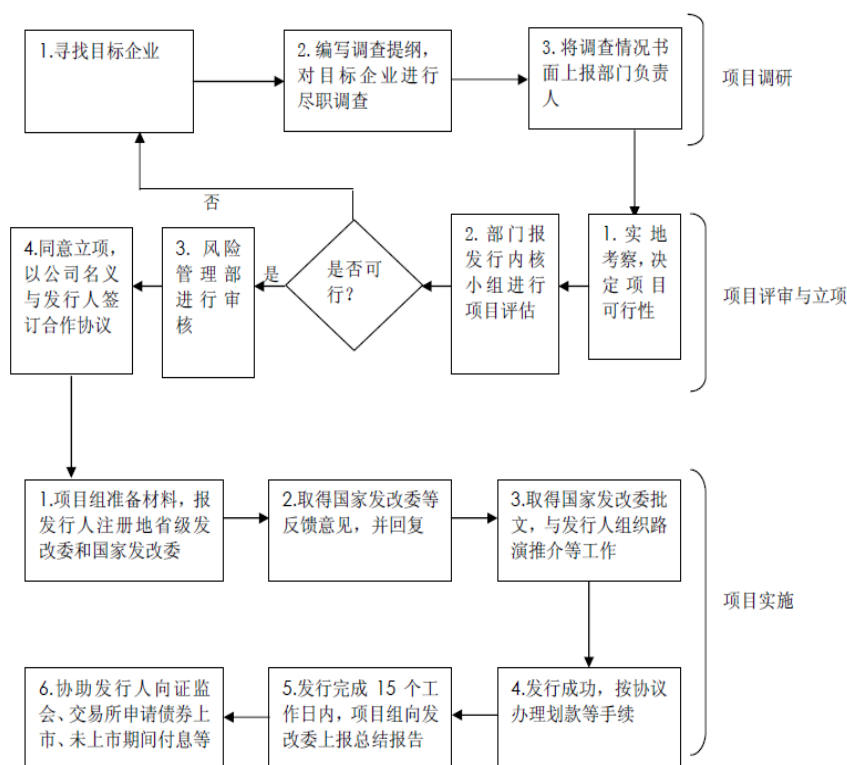 1.寻找目标企业
2. 编写调查提纲，
对目标企业进行
尽职调查
3. 将调查情况书
面上报部门负责
人
项目调研
否
4.同意立项，
以公司名义
与发行人签
订合作协议
3. 风险
管理部
进行审
核
是
是否可
行？
2. 部门报
发行内核
小组进行
项目评估
1. 实地
考察，决
定项目
可行性
项目评审与立项
1.项目组准备材料，报
发行人注册地省级发
改委和国家发改委
2.取得国家发改委等
反馈意见，并回复
3.取得国家发改委批
文，与发行人组织路
演推介等工作
项目实施
6.协助发行人向证监
会、交易所申请债券上
市、未上市期间付息等
5.发行完成 15 个工
作日内，项目组向发
改委上报总结报告
4.发行成功，按协议
办理划款等手续